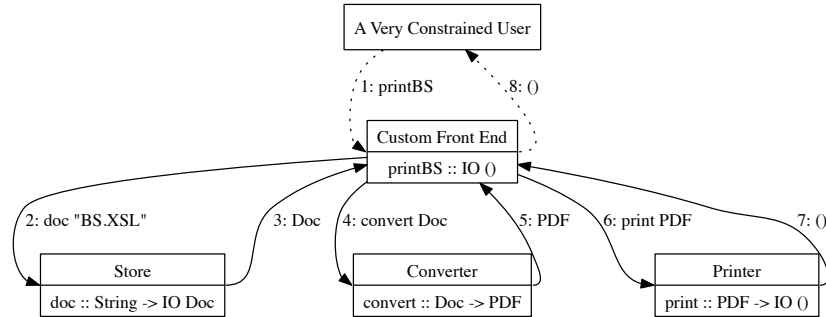 A Very Constrained User
1: printBS
8: ()
Custom Front End
printBS :: IO ()
2: doc "BS.XSL"
3: Doc
4: convert Doc
5: PDF
6: print PDF
7: ()
Store
doc :: String -> IO Doc
Converter
convert :: Doc -> PDF
Printer
print :: PDF -> IO ()